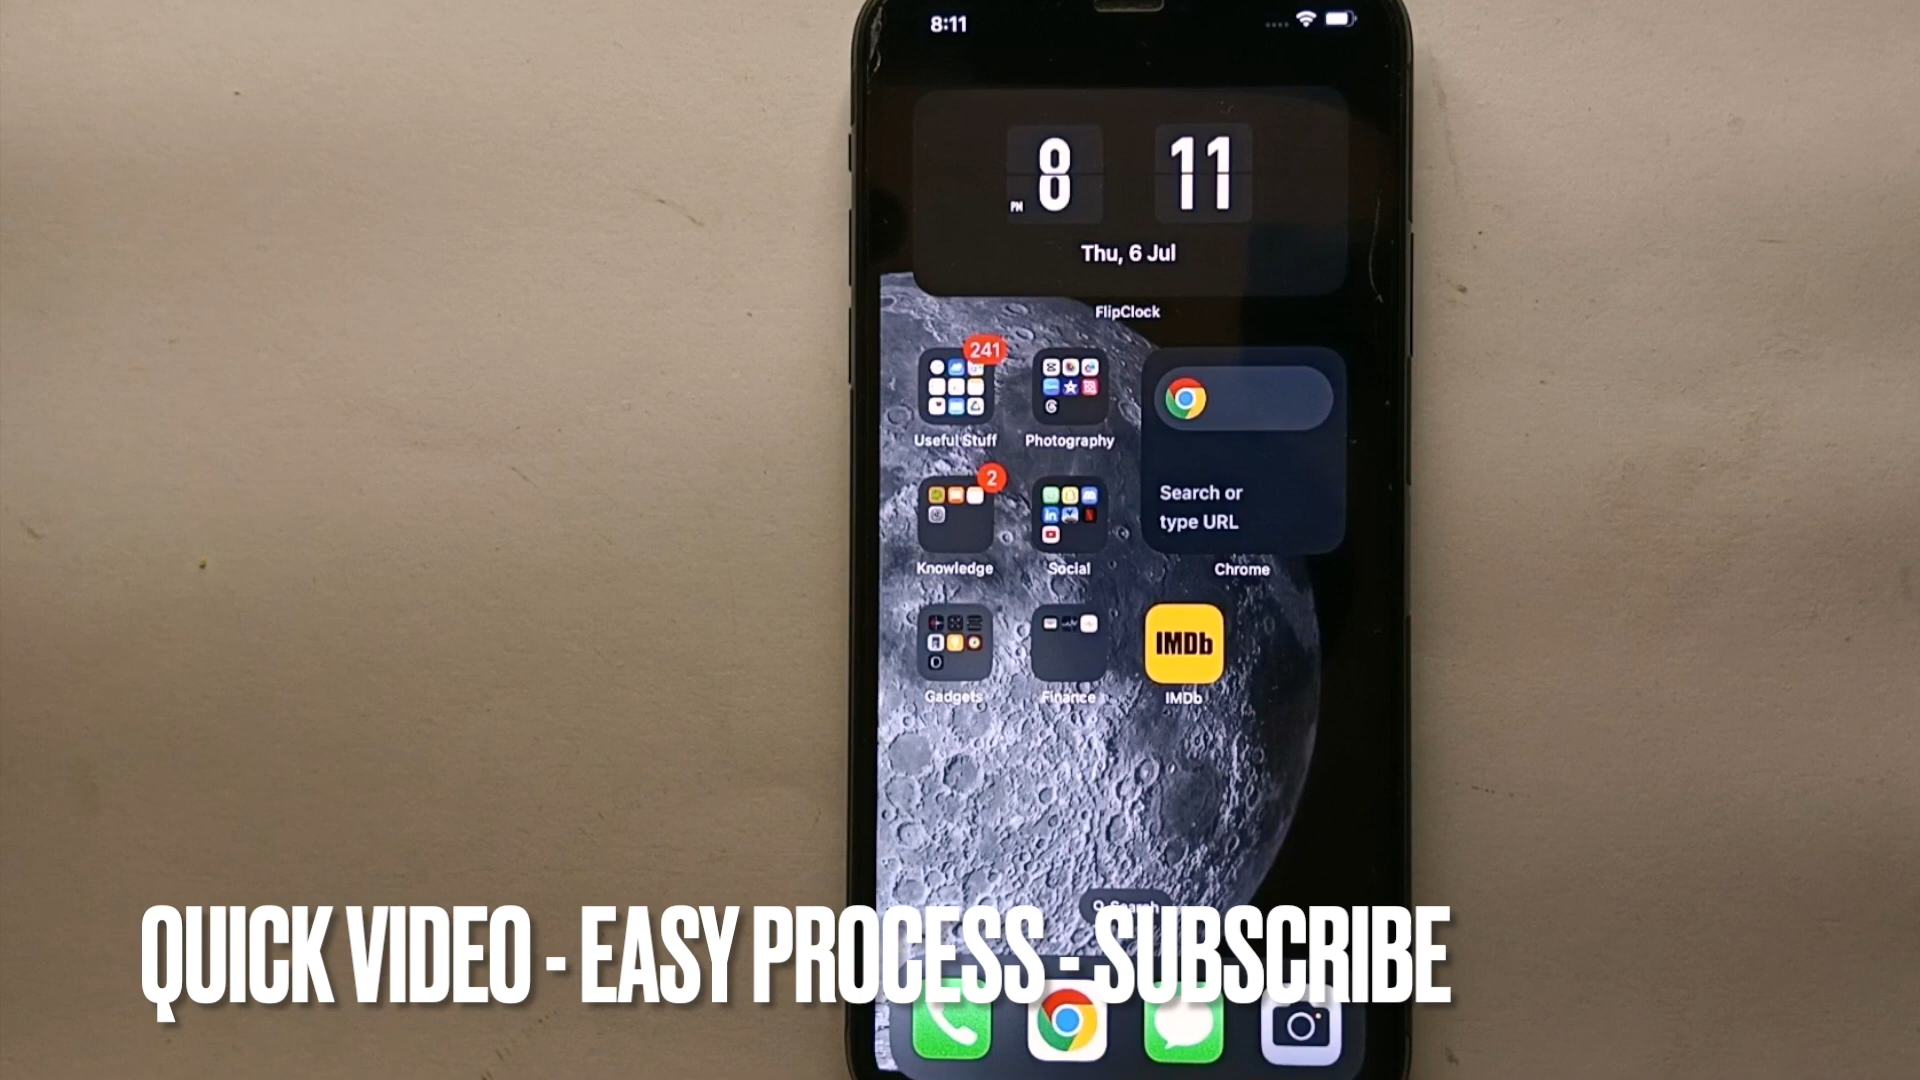 8:11
8 11
PM
Thu, 6 Jul
FlipClock
241
Useful Stuff Photography
Search or
type URL
2
Knowledge Social Chrome
IMDb
Gadgets Finance IMDb
Search
QUICK VIDEO - EASY PROCESS - SUBSCRIBE